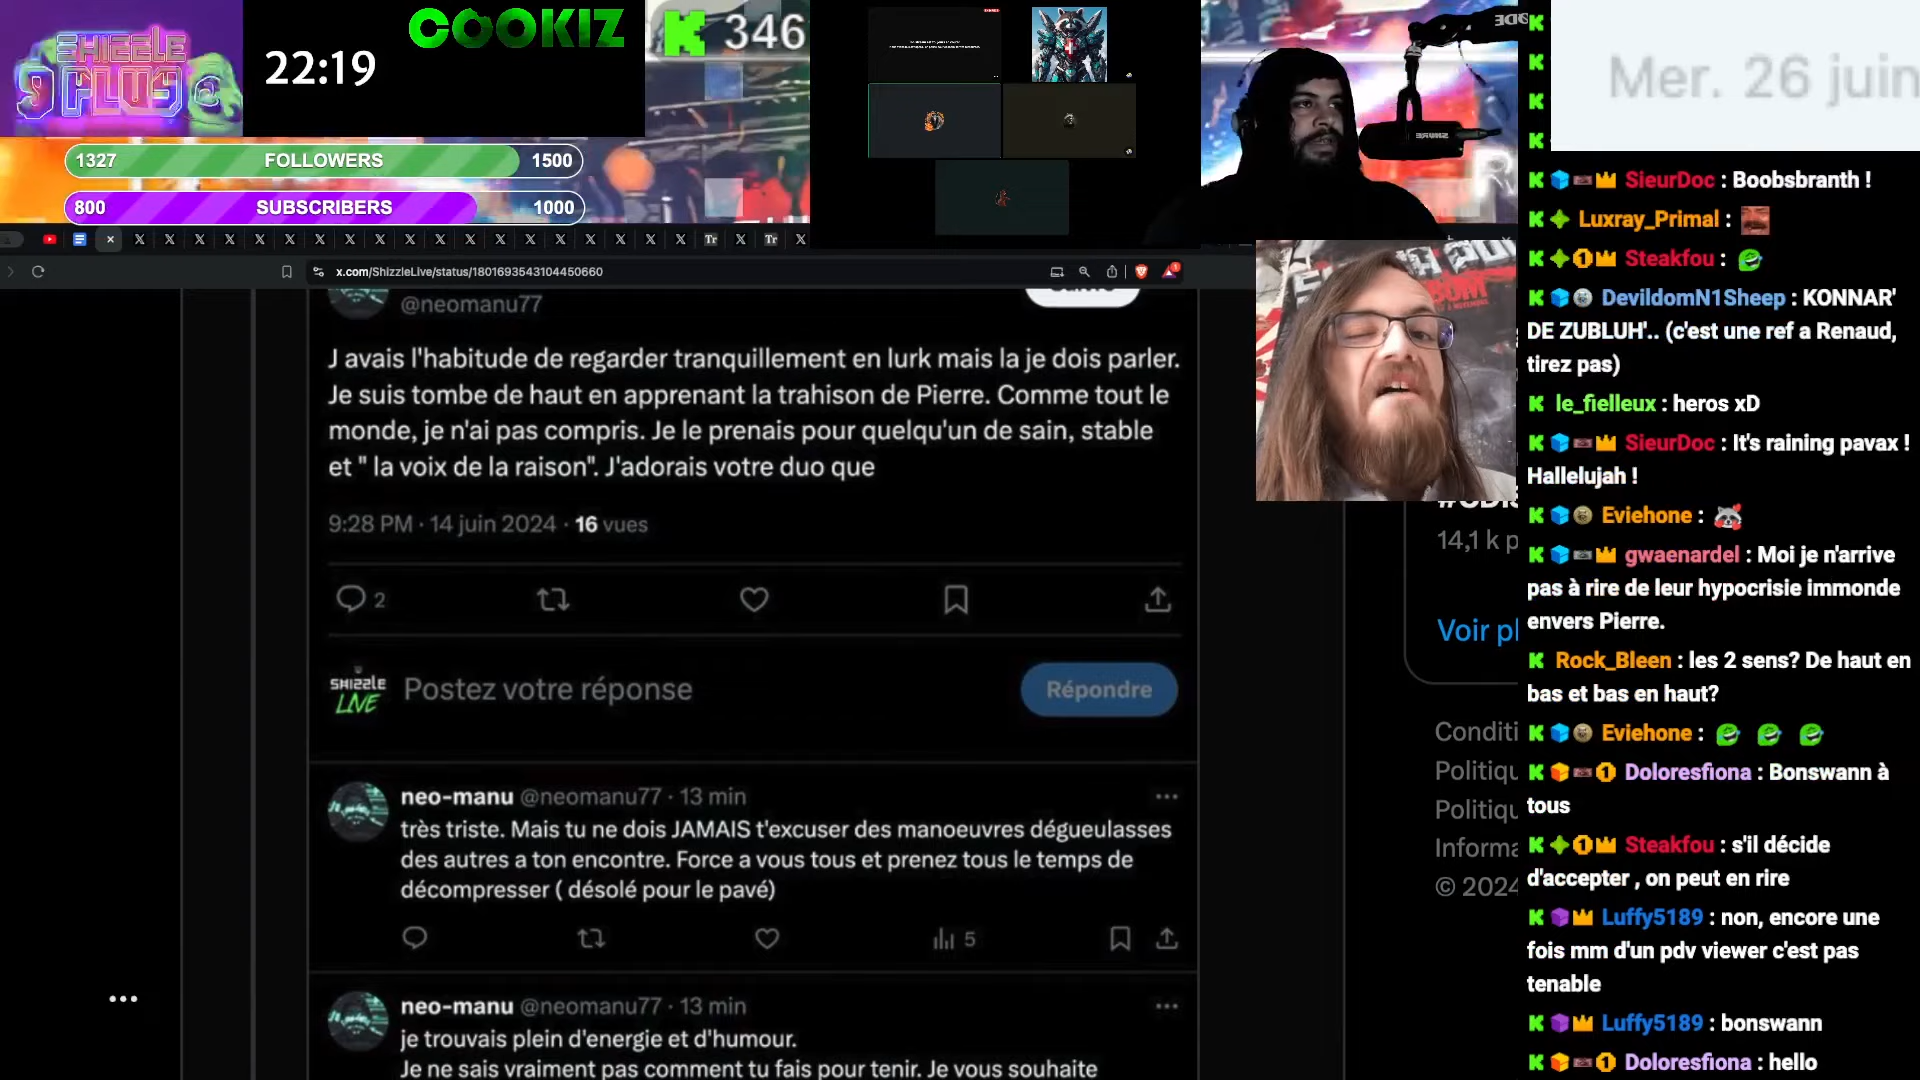 SHIZZLE
9PLUS
22:19
COOKIZ
346
1327 FOLLOWERS 1500
800 SUBSCRIBERS 1000
x.com/ShizzleLive/status/1801693543104450660
@neomanu77
J avais l'habitude de regarder tranquillement en lurk mais la je dois parler.
Je suis tombe de haut en apprenant la trahison de Pierre. Comme tout le
monde, je n'ai pas compris. Je le prenais pour quelqu'un de sain, stable
et " la voix de la raison". J'adorais votre duo que
9:28 PM · 14 juin 2024 · 16 vues
2
SHIZZLE
LIVE
Postez votre réponse
Répondre
neo-manu @neomanu77 · 13 min
très triste. Mais tu ne dois JAMAIS t'excuser des manoeuvres dégueulasses
des autres a ton encontre. Force a vous tous et prenez tous le temps de
décompresser ( désolé pour le pavé)
5
neo-manu @neomanu77 · 13 min
je trouvais plein d'energie et d'humour.
Je ne sais vraiment pas comment tu fais pour tenir. Je vous souhaite
14,1 k p
Voir pl
Conditi
Politiqu
Politiqu
Informa
© 2024
Mer. 26 juin
SieurDoc : Boobsbranth !
Luxray_Primal :
Steakfou :
DevildomN1Sheep : KONNAR'
DE ZUBLUH'.. (c'est une ref a Renaud,
tirez pas)
le_fielleux : heros xD
SieurDoc : It's raining pavax !
Hallelujah !
Eviehone :
gwaenardel : Moi je n'arrive
pas à rire de leur hypocrisie immonde
envers Pierre.
Rock_Bleen : les 2 sens? De haut en
bas et bas en haut?
Eviehone :
Doloresfiona : Bonswann à
tous
Steakfou : s'il décide
d'accepter , on peut en rire
Luffy5189 : non, encore une
fois mm d'un pdv viewer c'est pas
tenable
Luffy5189 : bonswann
Doloresfiona : hello